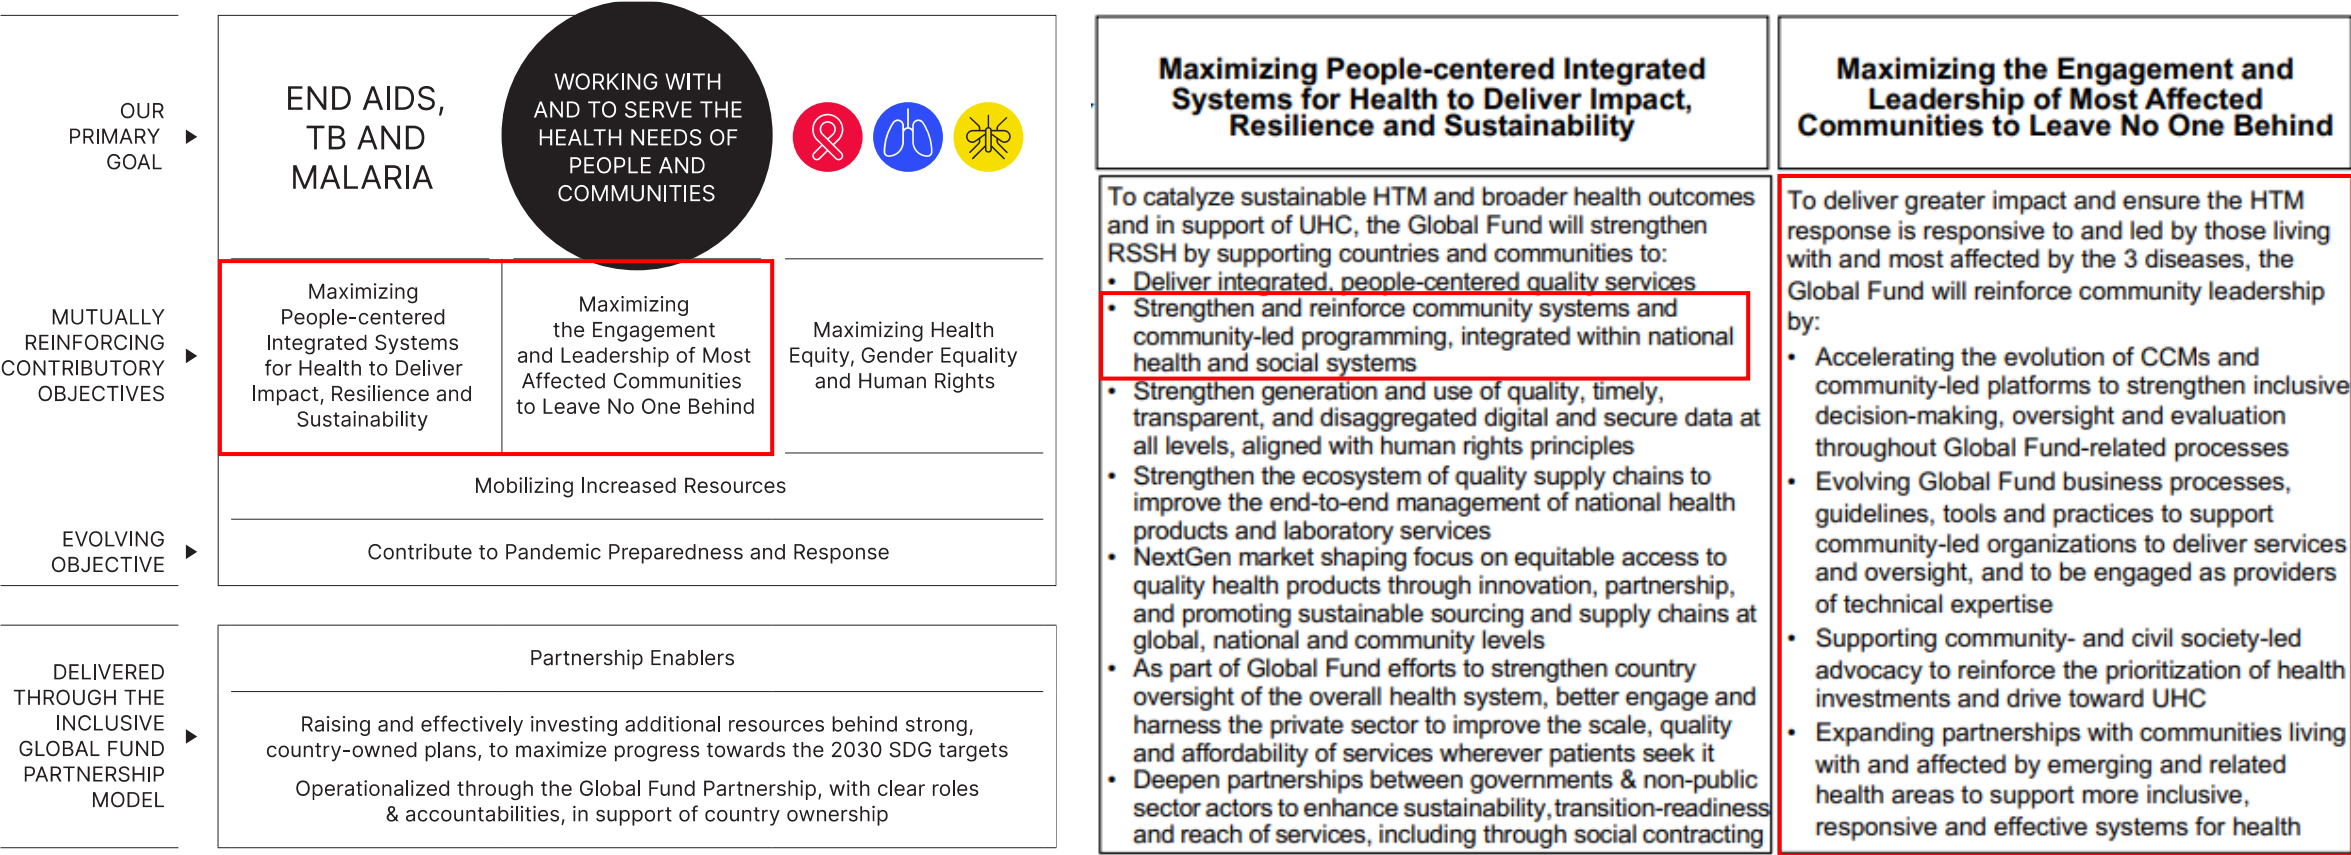 OUR
PRIMARY
GOAL
END AIDS,
TB AND
MALARIA
WORKING WITH
AND TO SERVE THE
HEALTH NEEDS OF
PEOPLE AND
COMMUNITIES
MUTUALLY
REINFORCING
CONTRIBUTORY
OBJECTIVES
Maximizing
People-centered
Integrated Systems
for Health to Deliver
Impact, Resilience and
Sustainability
Maximizing
the Engagement
and Leadership of Most
Affected Communities
to Leave No One Behind
Maximizing Health
Equity, Gender Equality
and Human Rights
Mobilizing Increased Resources
EVOLVING
OBJECTIVE
Contribute to Pandemic Preparedness and Response
DELIVERED
THROUGH THE
INCLUSIVE
GLOBAL FUND
PARTNERSHIP
MODEL
Partnership Enablers
Raising and effectively investing additional resources behind strong,
country-owned plans, to maximize progress towards the 2030 SDG targets
Operationalized through the Global Fund Partnership, with clear roles
& accountabilities, in support of country ownership
Maximizing People-centered Integrated
Systems for Health to Deliver Impact,
Resilience and Sustainability
To catalyze sustainable HTM and broader health outcomes
and in support of UHC, the Global Fund will strengthen
RSSH by supporting countries and communities to:
• Deliver integrated, people-centered quality services
• Strengthen and reinforce community systems and
community-led programming, integrated within national
health and social systems
• Strengthen generation and use of quality, timely,
transparent, and disaggregated digital and secure data at
all levels, aligned with human rights principles
• Strengthen the ecosystem of quality supply chains to
improve the end-to-end management of national health
products and laboratory services
• NextGen market shaping focus on equitable access to
quality health products through innovation, partnership,
and promoting sustainable sourcing and supply chains at
global, national and community levels
• As part of Global Fund efforts to strengthen country
oversight of the overall health system, better engage and
harness the private sector to improve the scale, quality
and affordability of services wherever patients seek it
• Deepen partnerships between governments & non-public
sector actors to enhance sustainability, transition-readiness
and reach of services, including through social contracting
Maximizing the Engagement and
Leadership of Most Affected
Communities to Leave No One Behind
To deliver greater impact and ensure the HTM
response is responsive to and led by those living
with and most affected by the 3 diseases, the
Global Fund will reinforce community leadership
by:
• Accelerating the evolution of CCMs and
community-led platforms to strengthen inclusive
decision-making, oversight and evaluation
throughout Global Fund-related processes
• Evolving Global Fund business processes,
guidelines, tools and practices to support
community-led organizations to deliver services
and oversight, and to be engaged as providers
of technical expertise
• Supporting community- and civil society-led
advocacy to reinforce the prioritization of health
investments and drive toward UHC
• Expanding partnerships with communities living
with and affected by emerging and related
health areas to support more inclusive,
responsive and effective systems for health